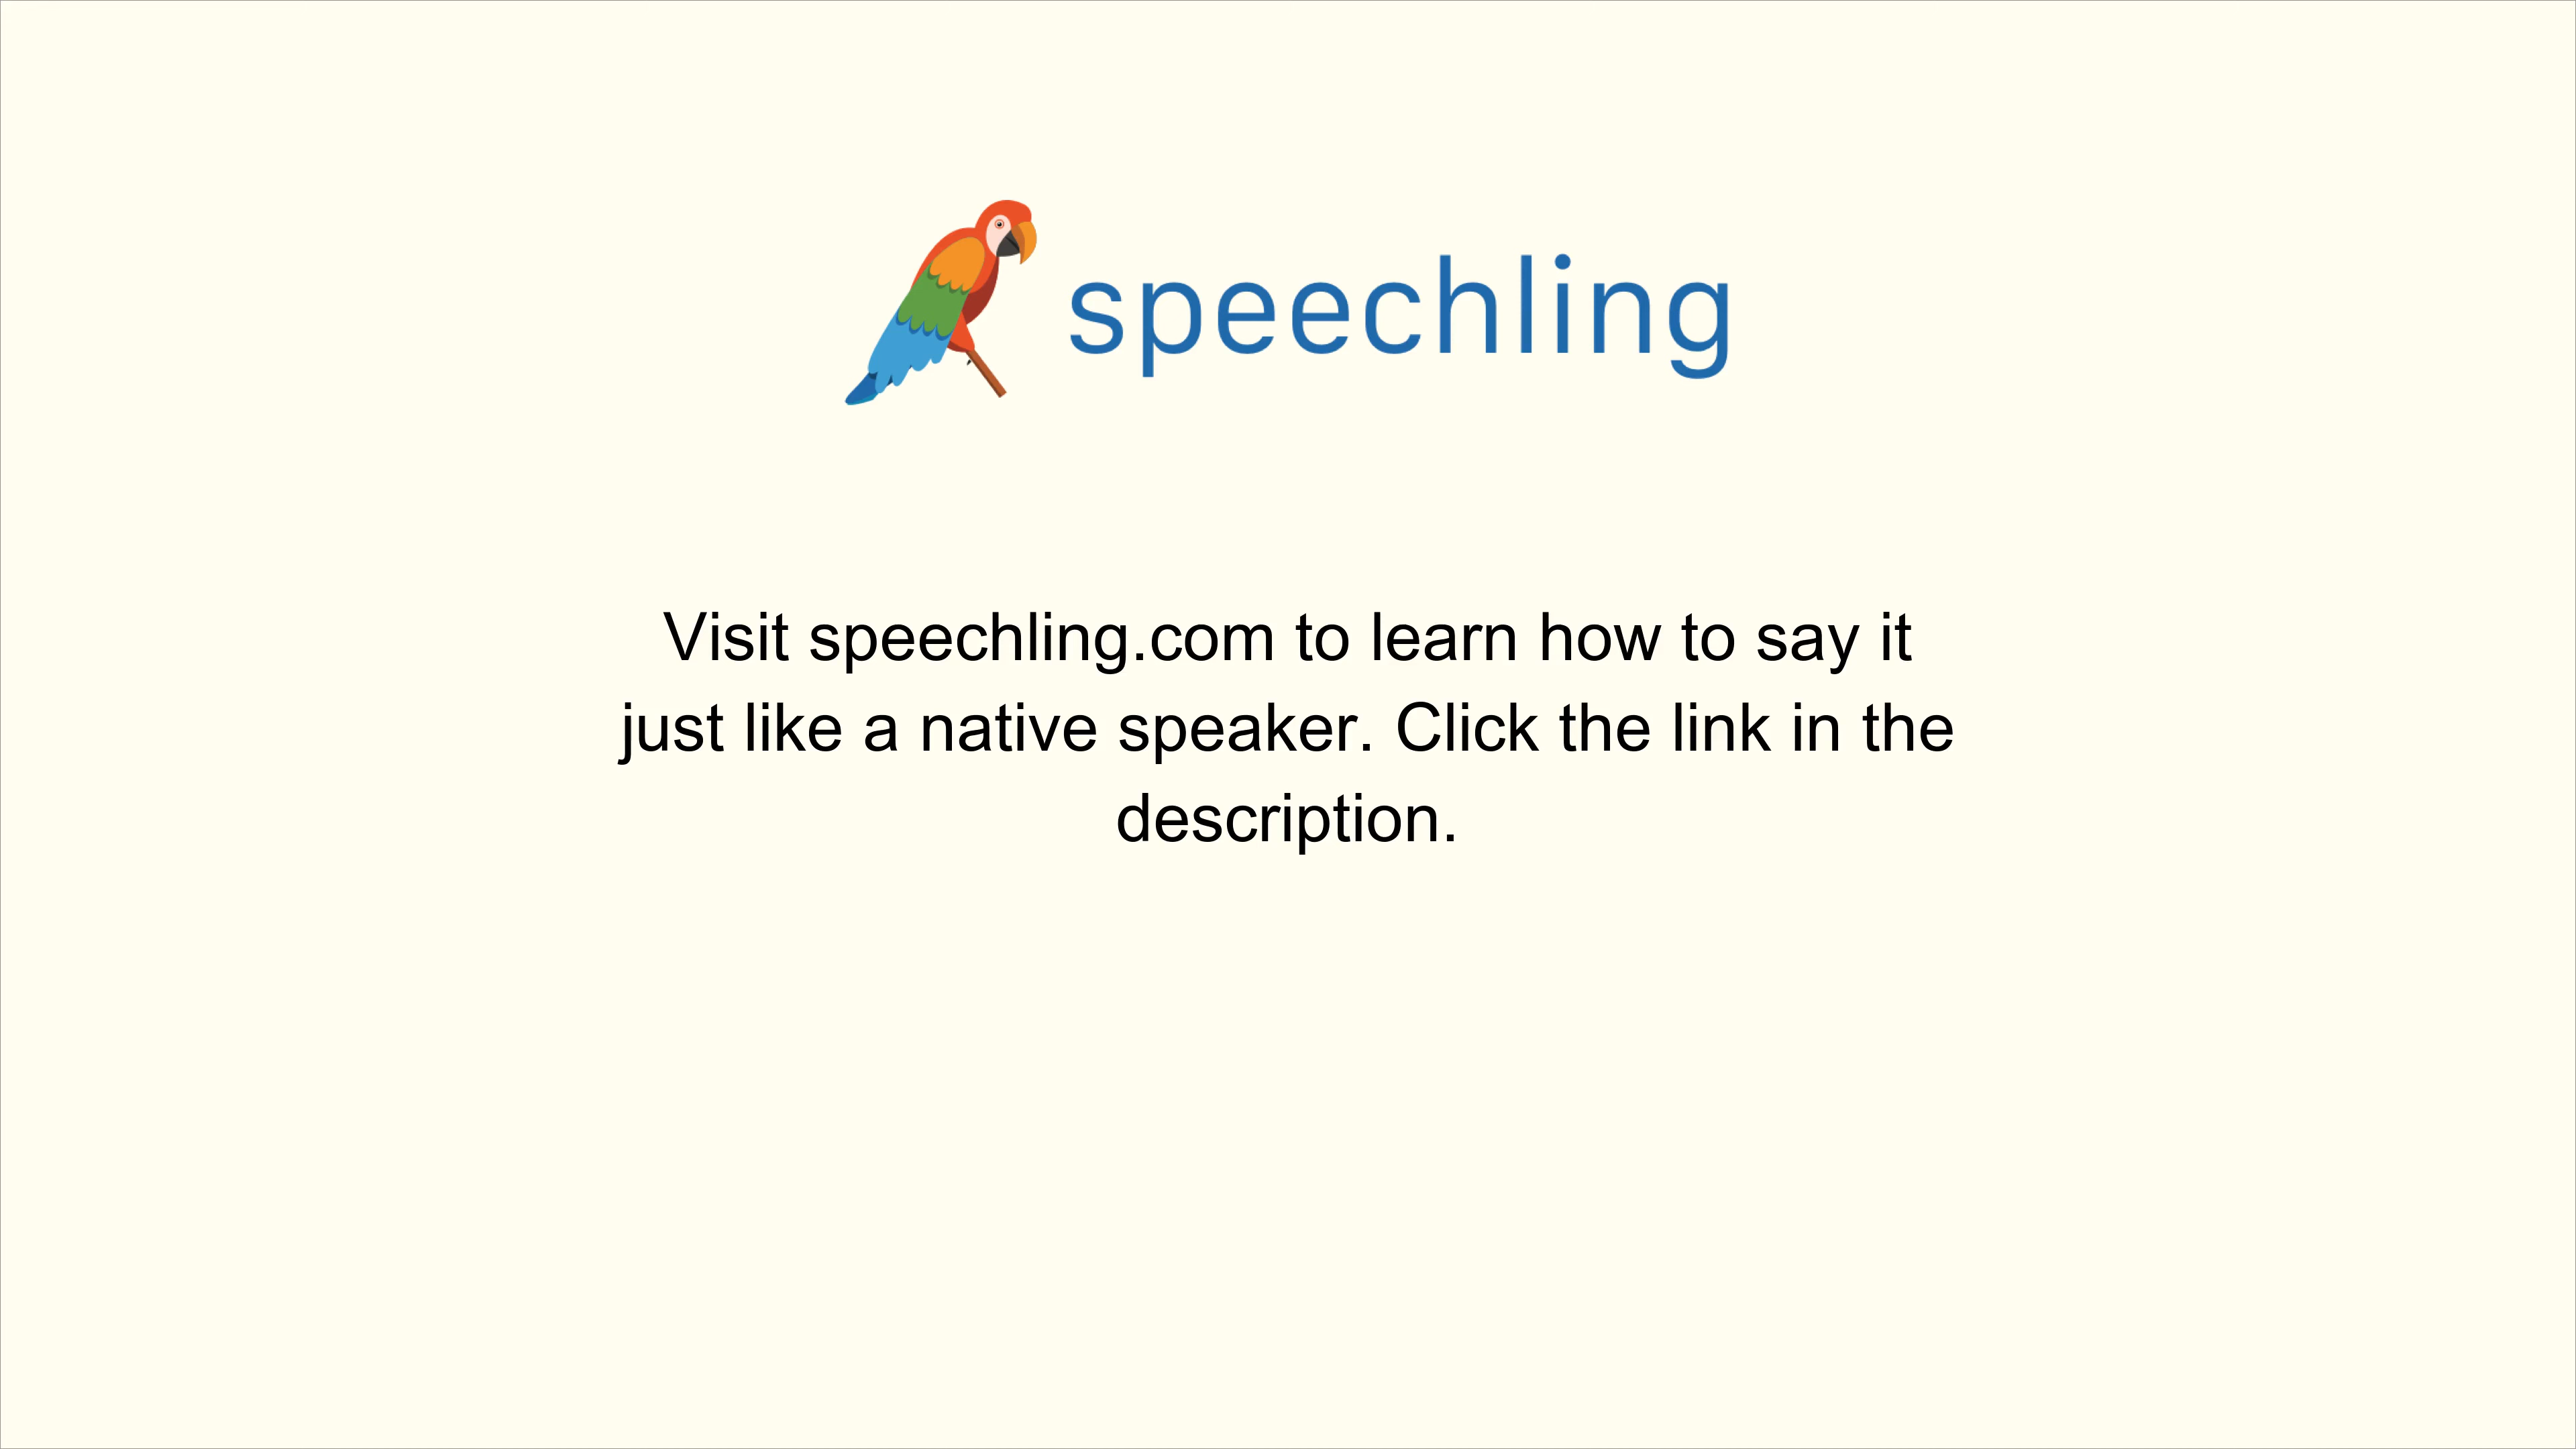 speechling
Visit speechling.com to learn how to say it
just like a native speaker. Click the link in the
description.